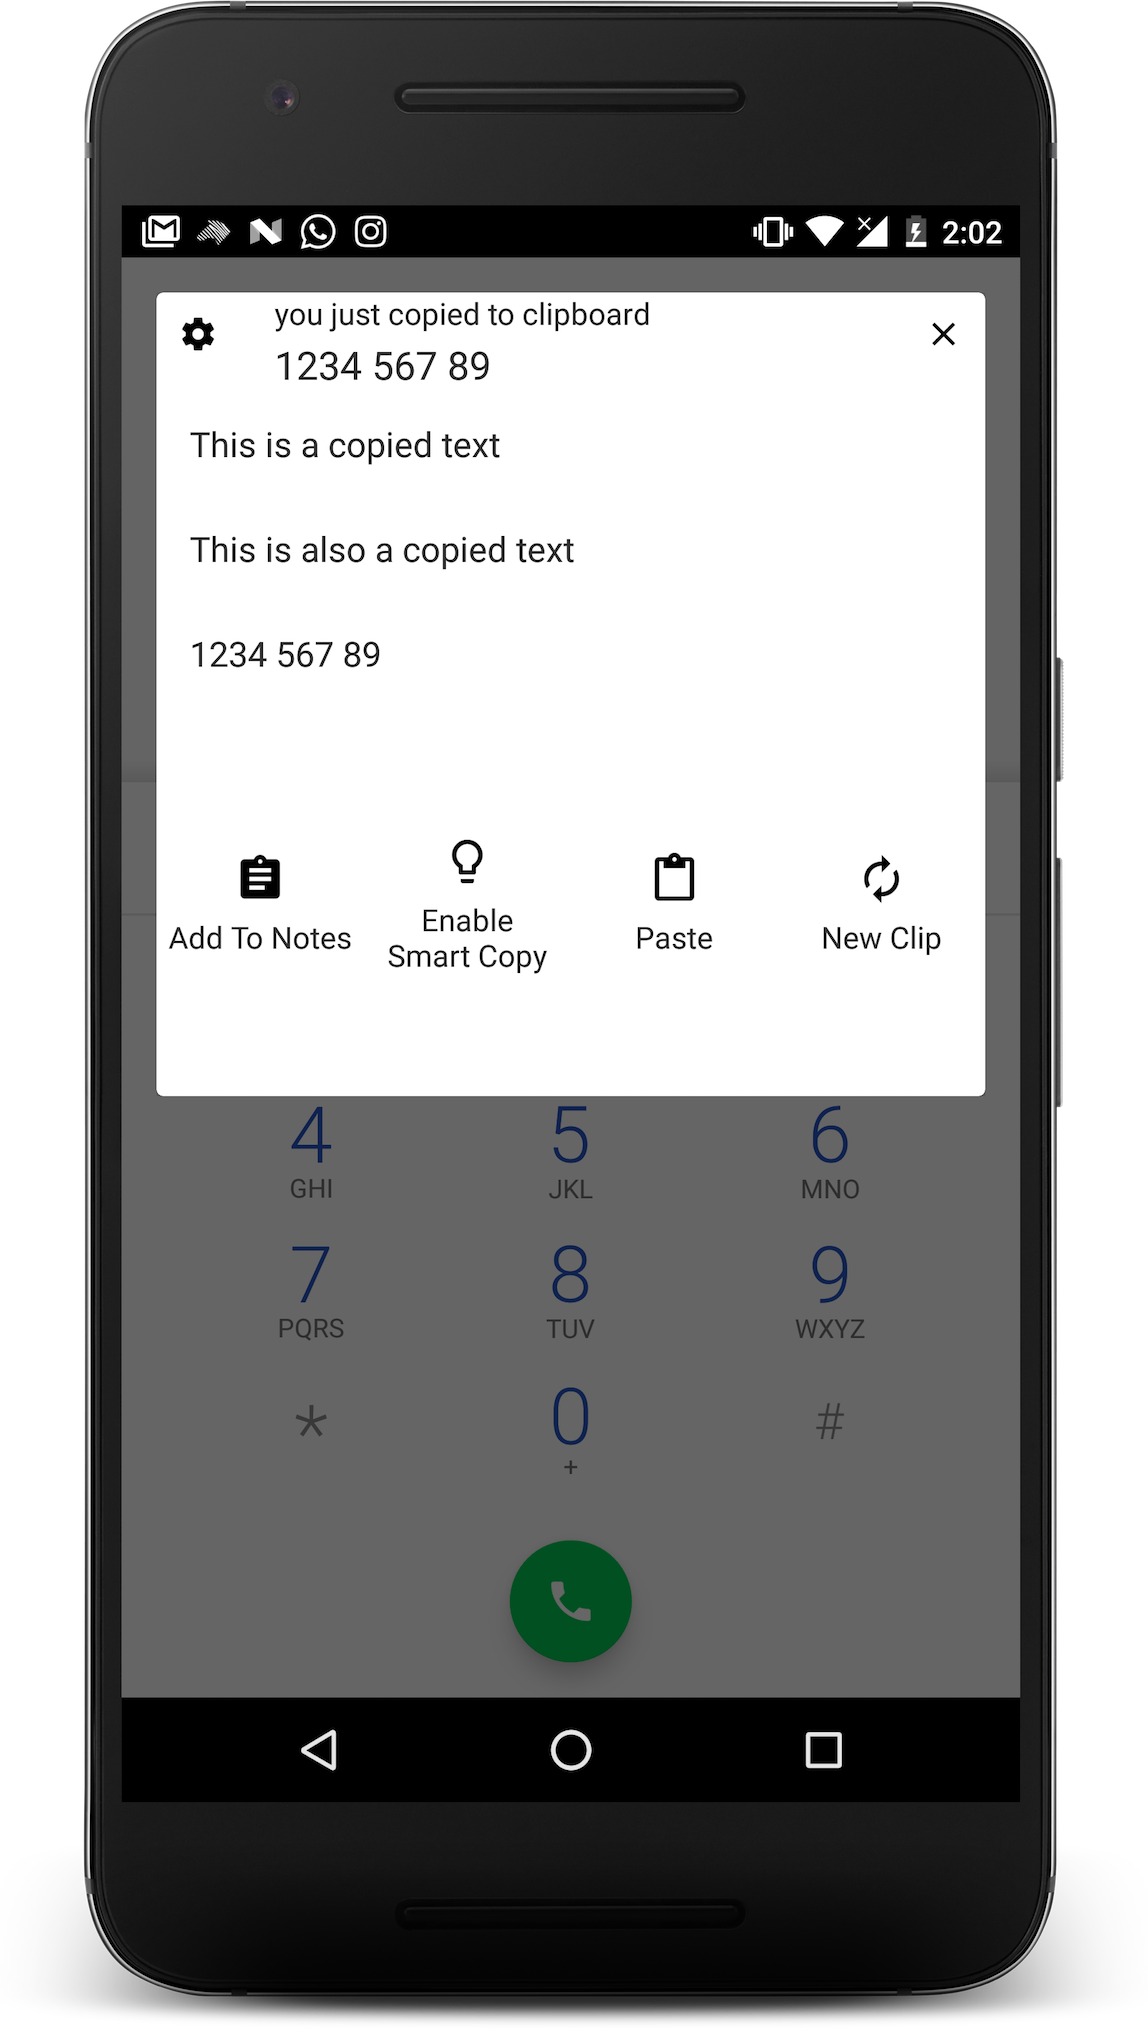 2:02
you just copied to clipboard
1234 567 89
This is a copied text
This is also a copied text
1234 567 89
Add To Notes
Enable
Smart Copy
Paste
New Clip
4 5 6
GHI JKL MNO
7 8 9
PQRS TUV WXYZ
* 0 #
+